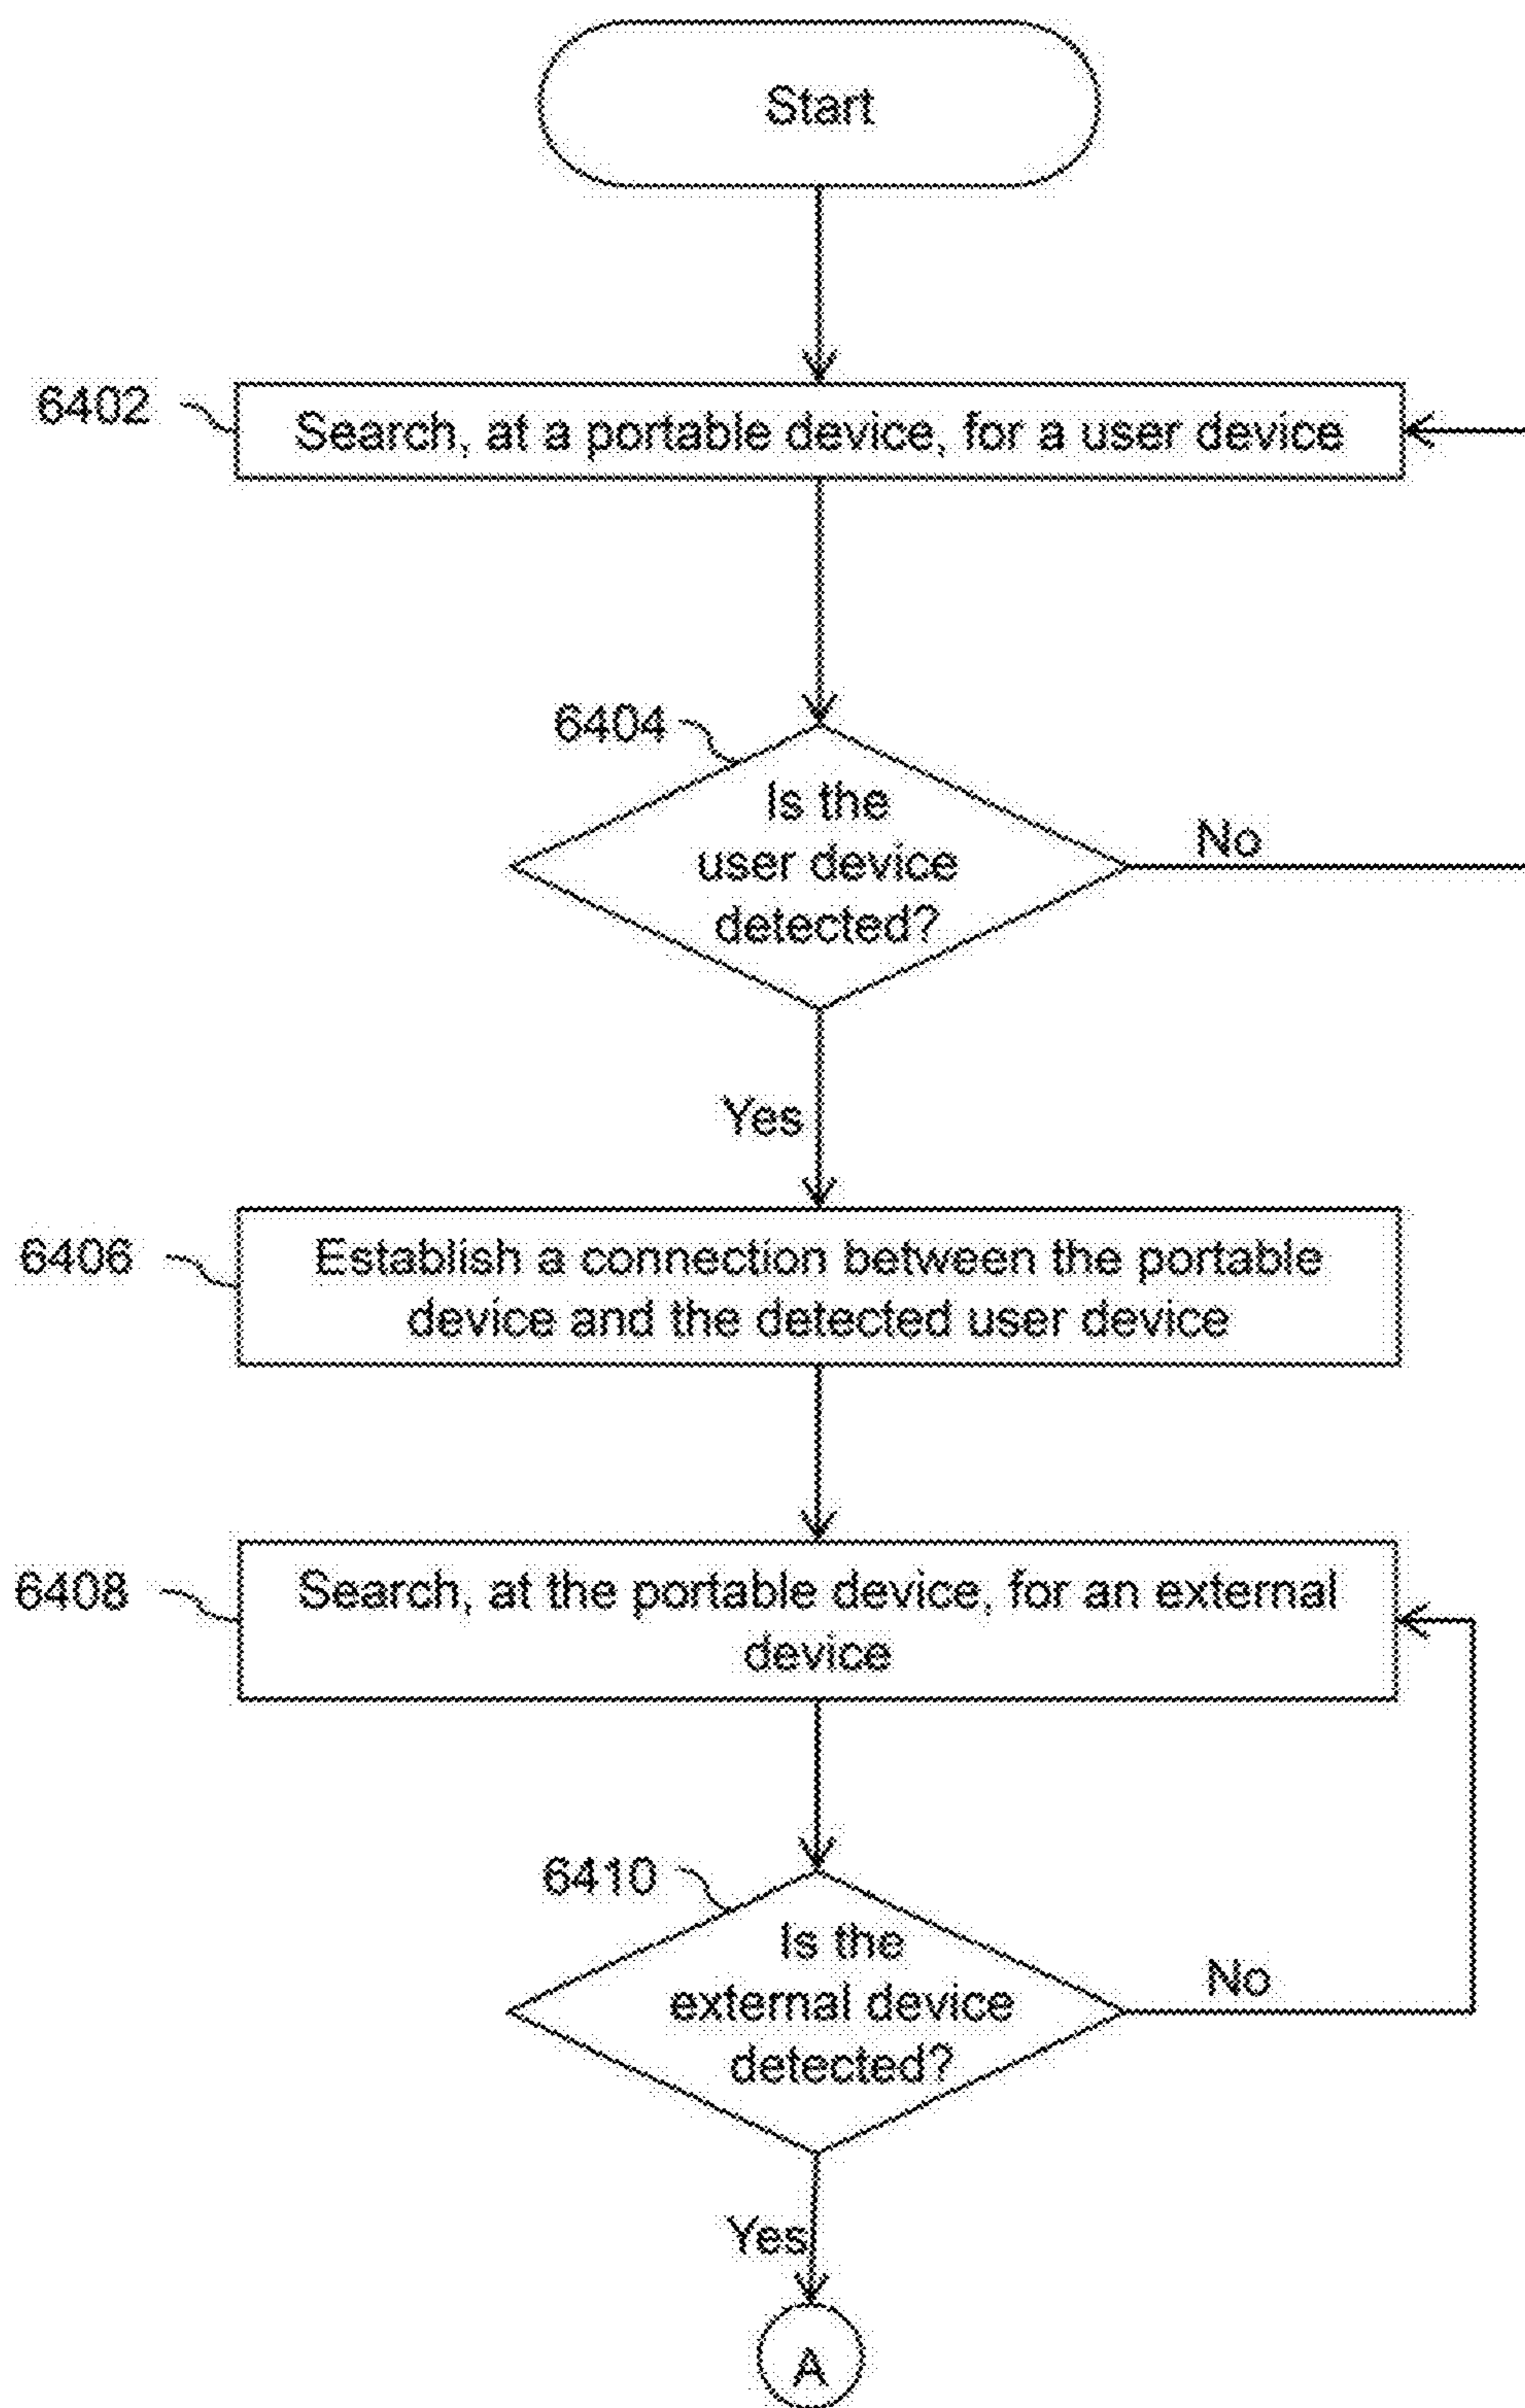 Start
6402
Search, at a portable device, for a user device
6404
Is the
user device
detected?
No
Yes
6406
Establish a connection between the portable
device and the detected user device
6408
Search, at the portable device, for an external
device
6410
Is the
external device
detected?
No
Yes
A